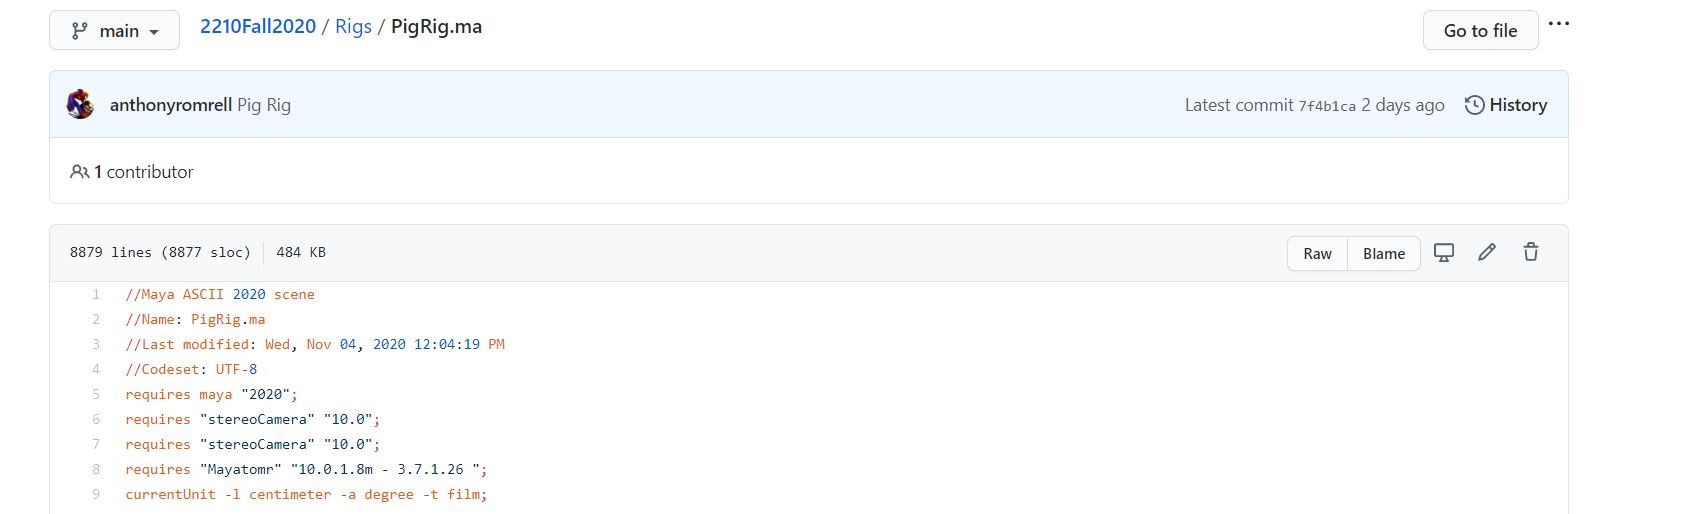 main 2210Fall2020 / Rigs / PigRig.ma Go to file ...
anthonyromrell Pig Rig Latest commit 7f4b1ca 2 days ago History
1 contributor
8879 lines (8877 sloc) 484 KB Raw Blame
1 //Maya ASCII 2020 scene
2 //Name: PigRig.ma
3 //Last modified: Wed, Nov 04, 2020 12:04:19 PM
4 //Codeset: UTF-8
5 requires maya "2020";
6 requires "stereoCamera" "10.0";
7 requires "stereoCamera" "10.0";
8 requires "Mayatomr" "10.0.1.8m - 3.7.1.26 ";
9 currentUnit -l centimeter -a degree -t film;